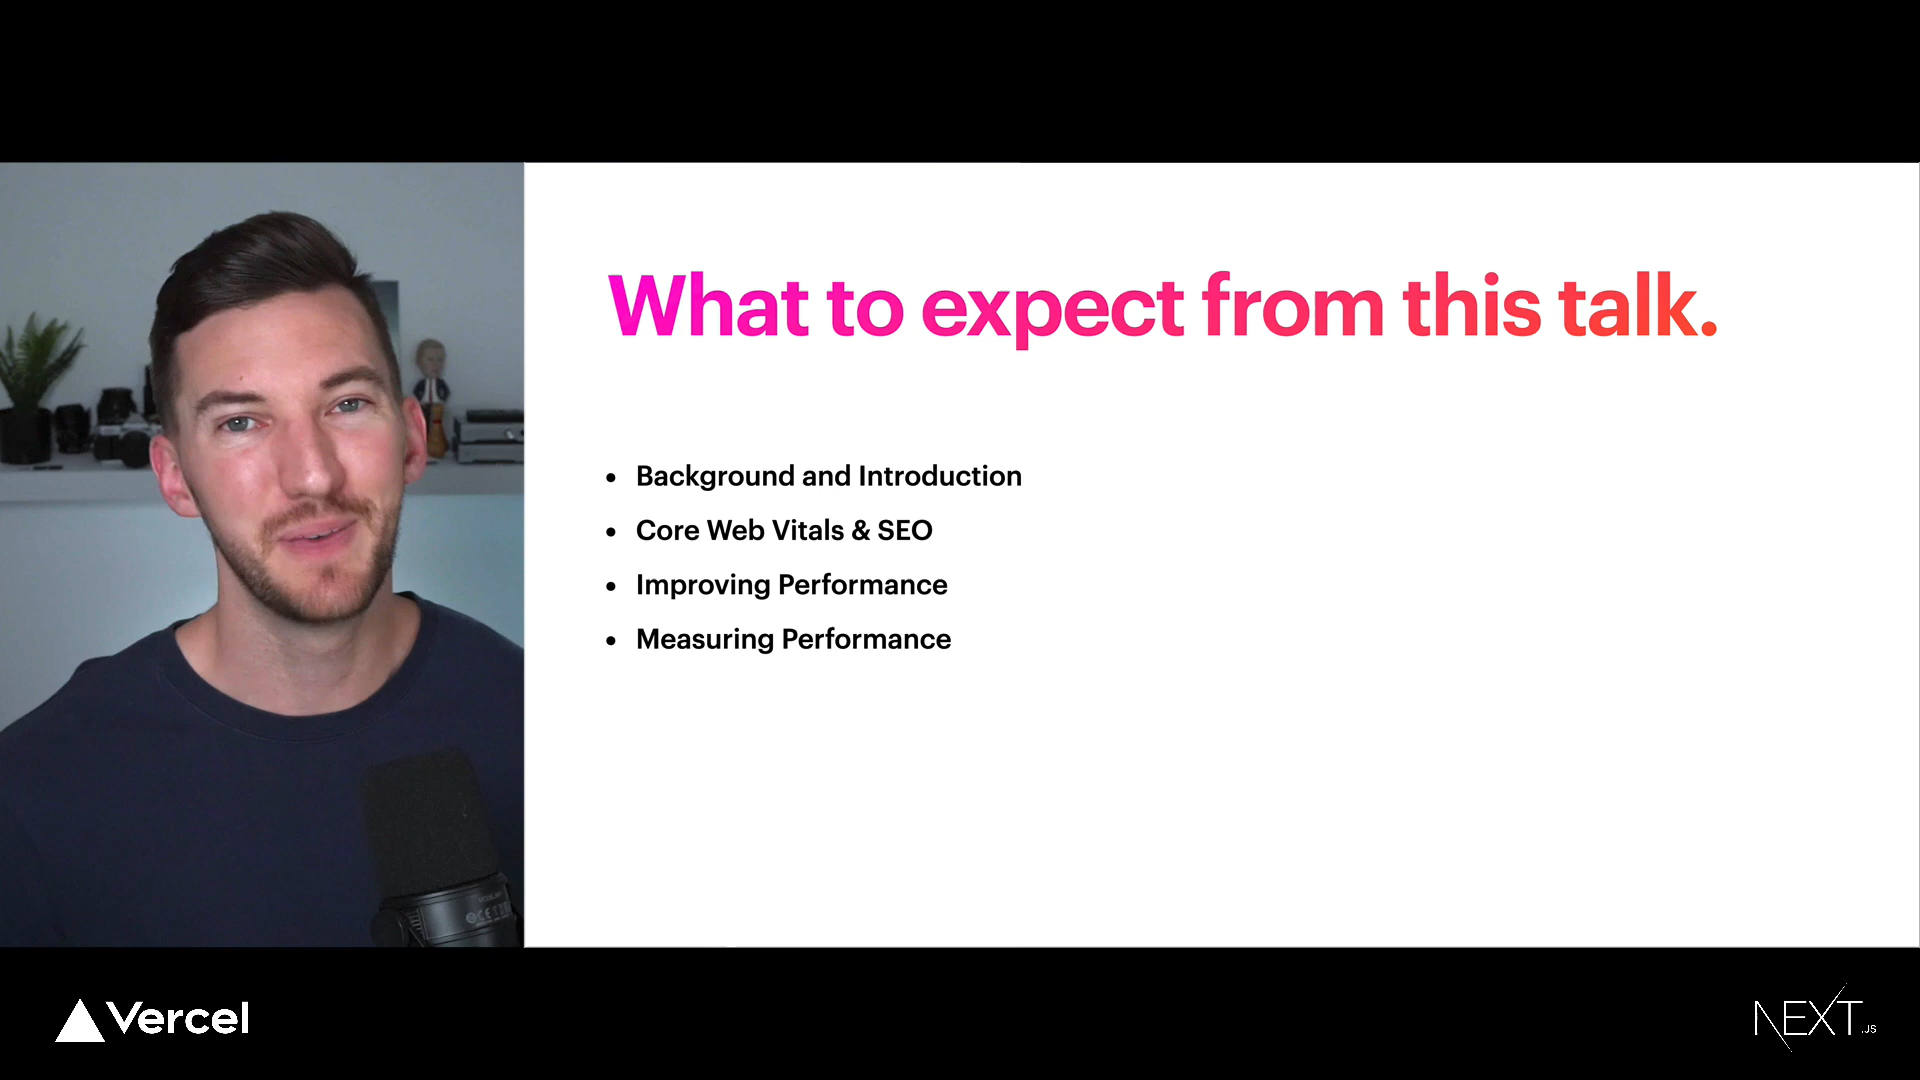 What to expect from this talk.
• Background and Introduction
• Core Web Vitals & SEO
• Improving Performance
• Measuring Performance
Vercel
NEXT.JS